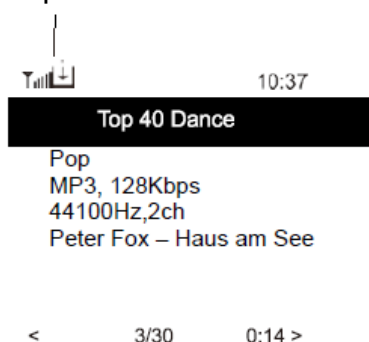 10:37
Top 40 Dance
Pop
MP3, 128Kbps
44100Hz,2ch
Peter Fox – Haus am See
< 3/30 0:14 >